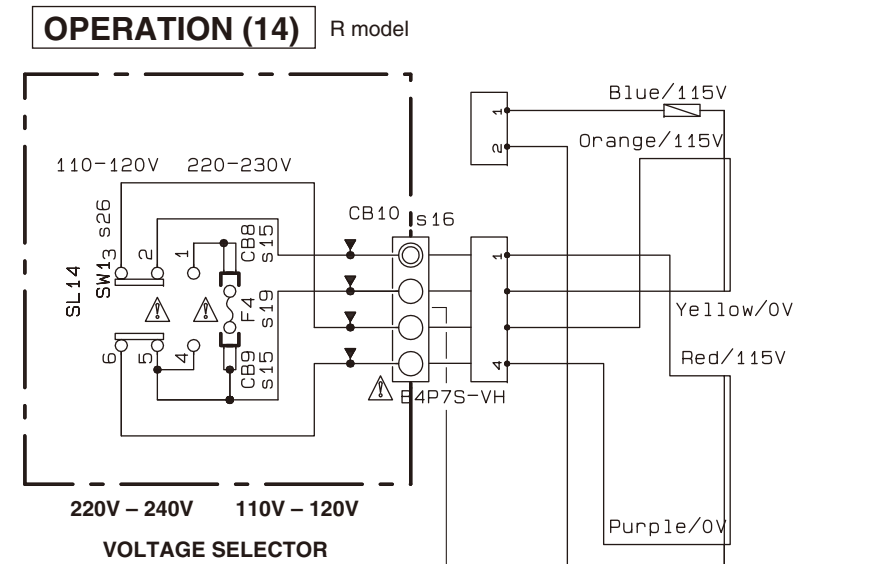 OPERATION (14) R model
Blue/115V
1
2
Orange/115V
110-120V 220-230V
CB10 s16
SL14
SW1 s26
3 2 1
CB8
s15
F4
s19
CB9
s15
6 5 4
1
4
Yellow/0V
Red/115V
B4P7S-VH
Purple/0V
220V – 240V 110V – 120V
VOLTAGE SELECTOR